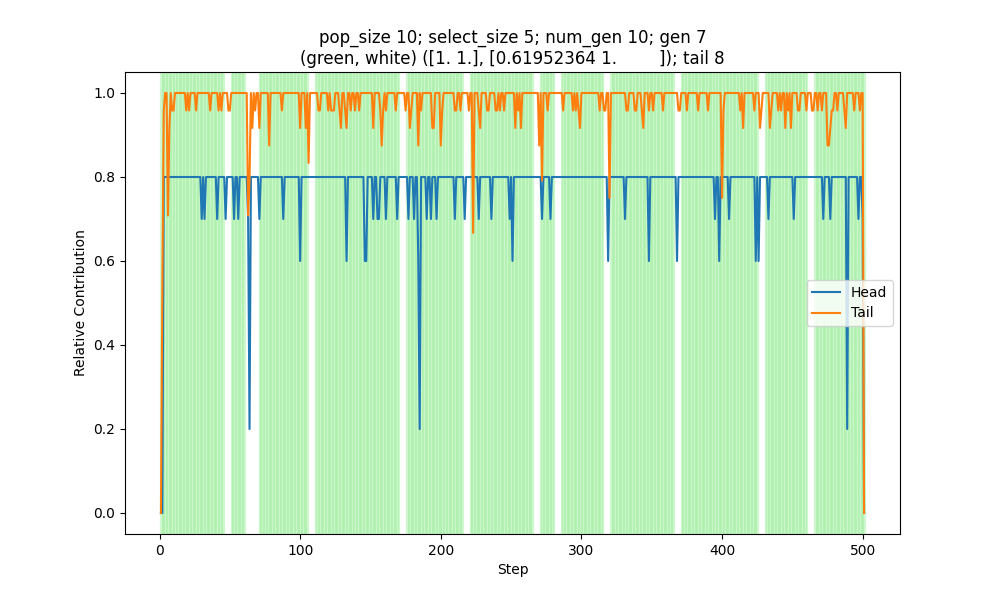 pop_size 10; select_size 5; num_gen 10; gen 7
(green, white) ([1. 1.], [0.61952364 1.        ]); tail 8
1.0
0.8
0.6
0.4
0.2
0.0
Relative Contribution
Head
Tail
0 100 200 300 400 500
Step